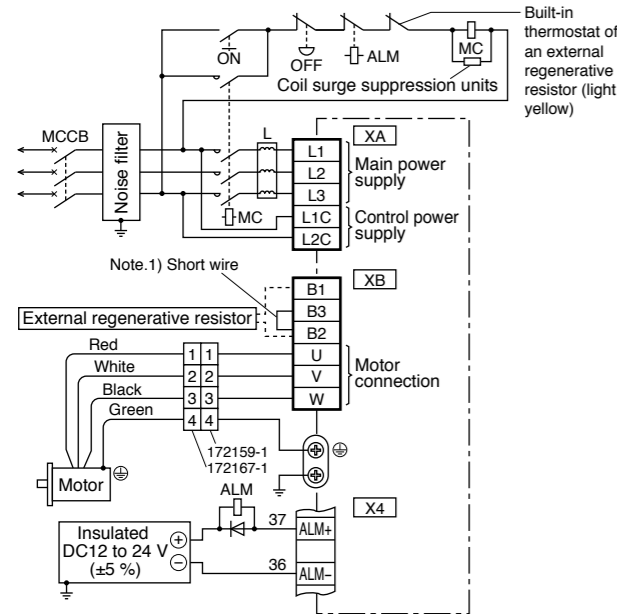 Built-in
thermostat of
an external
regenerative
resistor (light
yellow)
ON
OFF
ALM
MC
Coil surge suppression units
MCCB
Noise filter
L
MC
XA
L1
L2
L3
L1C
L2C
Main power
supply
Control power
supply
Note.1) Short wire
External regenerative resistor
XB
B1
B3
B2
U
V
W
Motor
connection
Red
White
Black
Green
1 1
2 2
3 3
4 4
172159-1
172167-1
Motor
ALM
X4
Insulated
DC12 to 24 V
(±5 %)
+
−
37
ALM+
36
ALM−